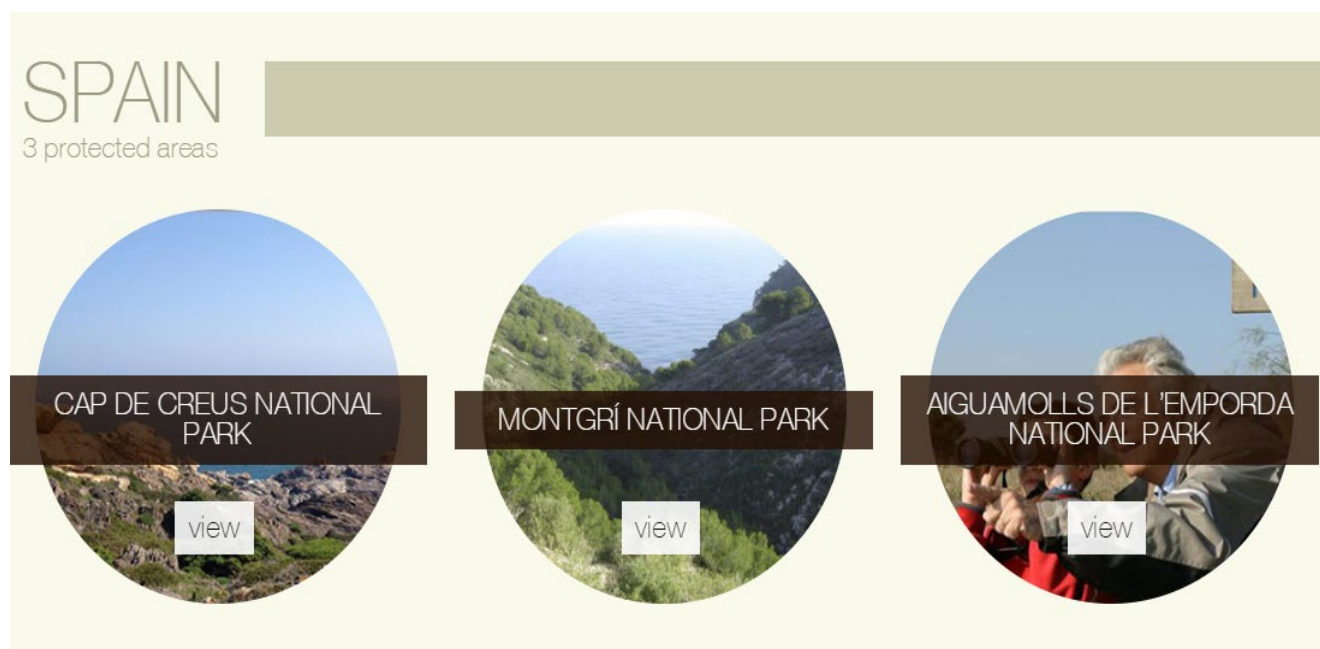 SPAIN
3 protected areas
CAP DE CREUS NATIONAL
PARK
view
MONTGRÍ NATIONAL PARK
view
AIGUAMOLLS DE L'EMPORDA
NATIONAL PARK
view